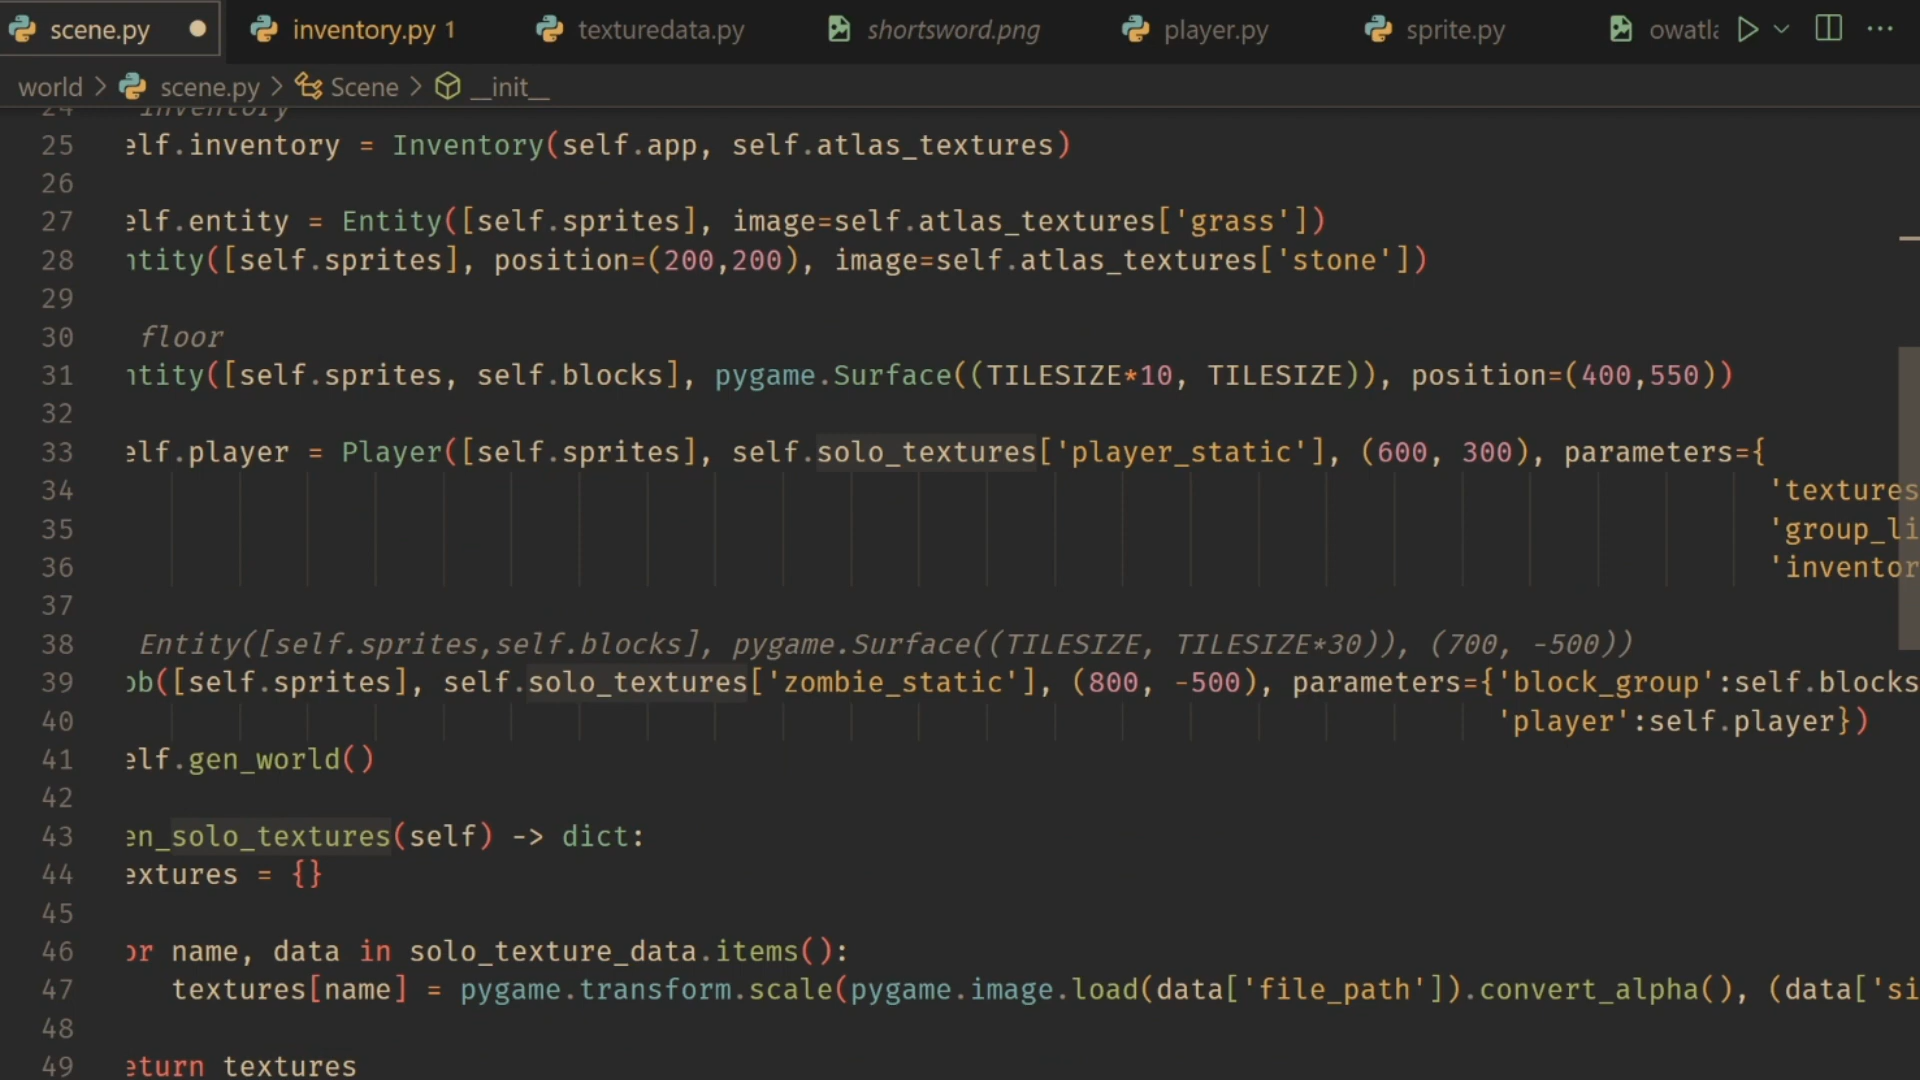 scene.py
inventory.py 1
texturedata.py
shortsword.png
player.py
sprite.py
owatl
world > scene.py > Scene > __init__
24 inventory
25 elf.inventory = Inventory(self.app, self.atlas_textures)
26
27 elf.entity = Entity([self.sprites], image=self.atlas_textures['grass'])
28 ntity([self.sprites], position=(200,200), image=self.atlas_textures['stone'])
29
30 floor
31 ntity([self.sprites, self.blocks], pygame.Surface((TILESIZE*10, TILESIZE)), position=(400,550))
32
33 elf.player = Player([self.sprites], self.solo_textures['player_static'], (600, 300), parameters={
34 'textures
35 'group_li
36 'inventor
37
38 Entity([self.sprites,self.blocks], pygame.Surface((TILESIZE, TILESIZE*30)), (700, -500))
39 ob([self.sprites], self.solo_textures['zombie_static'], (800, -500), parameters={'block_group':self.blocks
40 'player':self.player})
41 elf.gen_world()
42
43 en_solo_textures(self) -> dict:
44 extures = {}
45
46 or name, data in solo_texture_data.items():
47 textures[name] = pygame.transform.scale(pygame.image.load(data['file_path']).convert_alpha(), (data['si
48
49 eturn textures